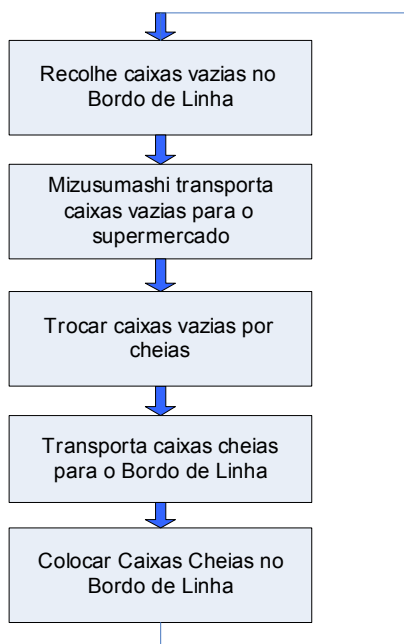 Recolhe caixas vazias no
Bordo de Linha
Mizusumashi transporta
caixas vazias para o
supermercado
Trocar caixas vazias por
cheias
Transporta caixas cheias
para o Bordo de Linha
Colocar Caixas Cheias no
Bordo de Linha